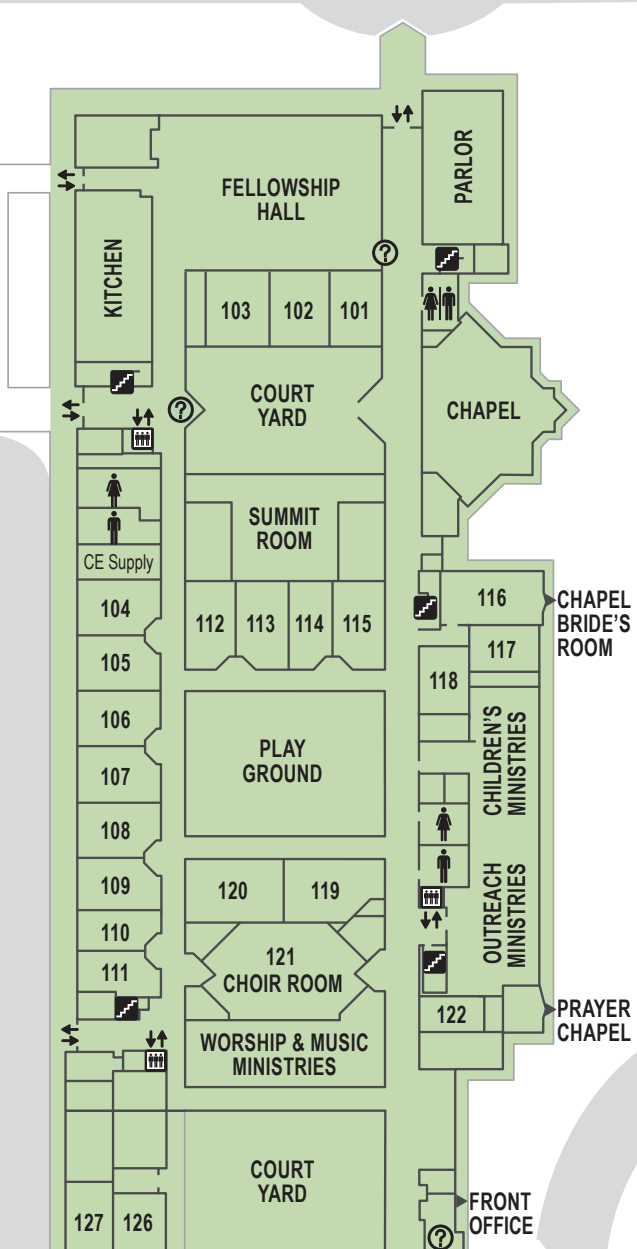 PARLOR
FELLOWSHIP
HALL
?
KITCHEN
103
102
101
COURT
YARD
?
CHAPEL
SUMMIT
ROOM
CE Supply
104
112
113
114
115
116
CHAPEL
BRIDE'S
ROOM
105
117
118
106
PLAY
GROUND
CHILDREN'S
MINISTRIES
107
108
109
120
119
OUTREACH
MINISTRIES
110
111
121
CHOIR ROOM
122
PRAYER
CHAPEL
WORSHIP & MUSIC
MINISTRIES
COURT
YARD
127
126
FRONT
OFFICE
?